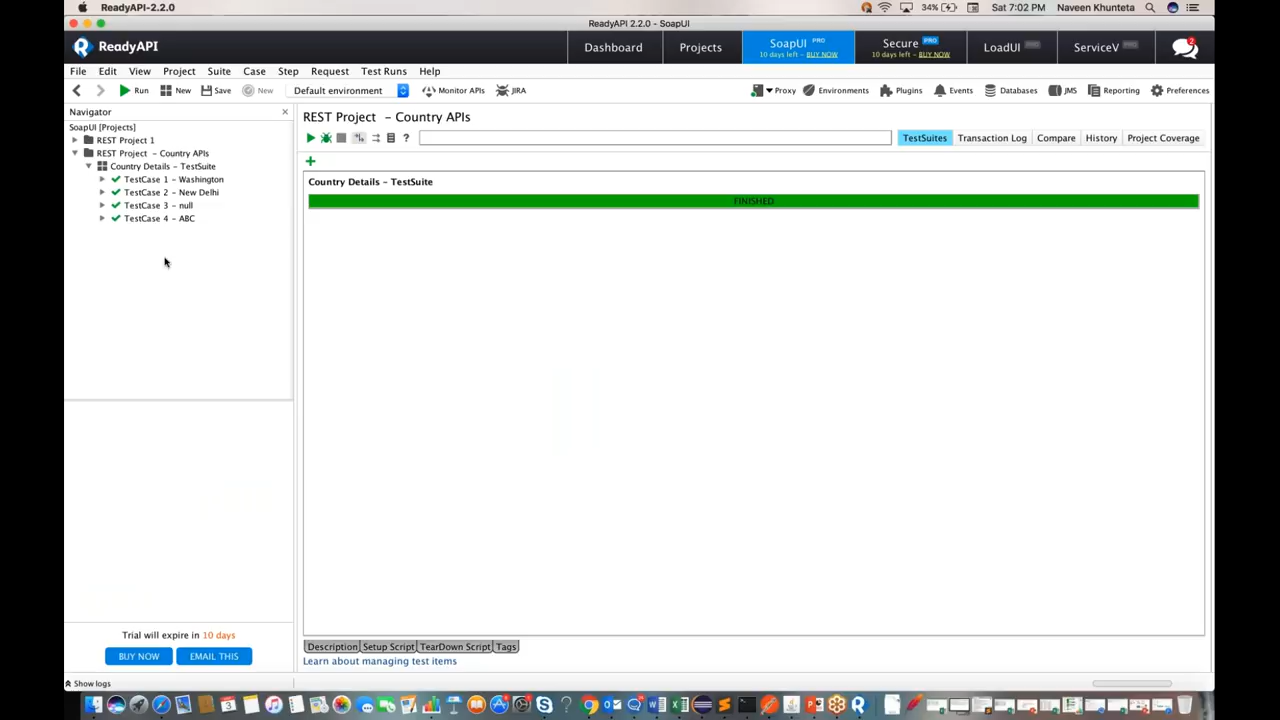 ReadyAPI-2.2.0
34%
Sat 7:02 PM Naveen Khunteta
ReadyAPI 2.2.0 - SoapUI
ReadyAPI
Dashboard
Projects
SoapUI PRO
10 days left - BUY NOW
Secure PRO
10 days left - BUY NOW
LoadUI PRO
ServiceV PRO
2
File Edit View Project Suite Case Step Request Test Runs Help
Run New Save New Default environment Monitor APIs JIRA Proxy Environments Plugins Events Databases JMS Reporting Preferences
Navigator
SoapUI [Projects]
REST Project 1
REST Project - Country APIs
Country Details - TestSuite
TestCase 1 - Washington
TestCase 2 - New Delhi
TestCase 3 - null
TestCase 4 - ABC
REST Project - Country APIs
TestSuites Transaction Log Compare History Project Coverage
Country Details - TestSuite
FINISHED
Trial will expire in 10 days
BUY NOW EMAIL THIS
Description Setup Script TearDown Script Tags
Learn about managing test items
Show logs